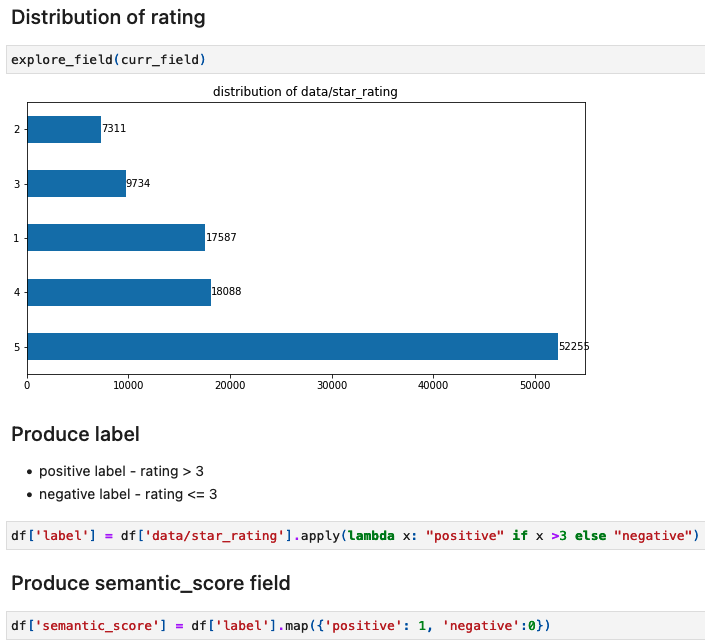 Distribution of rating
explore_field(curr_field)
distribution of data/star_rating
2 7311
3 9734
1 17587
4 18088
5 52255
0 10000 20000 30000 40000 50000
Produce label
• positive label - rating > 3
• negative label - rating <= 3
df['label'] = df['data/star_rating'].apply(lambda x: "positive" if x >3 else "negative")
Produce semantic_score field
df['semantic_score'] = df['label'].map({'positive': 1, 'negative':0})